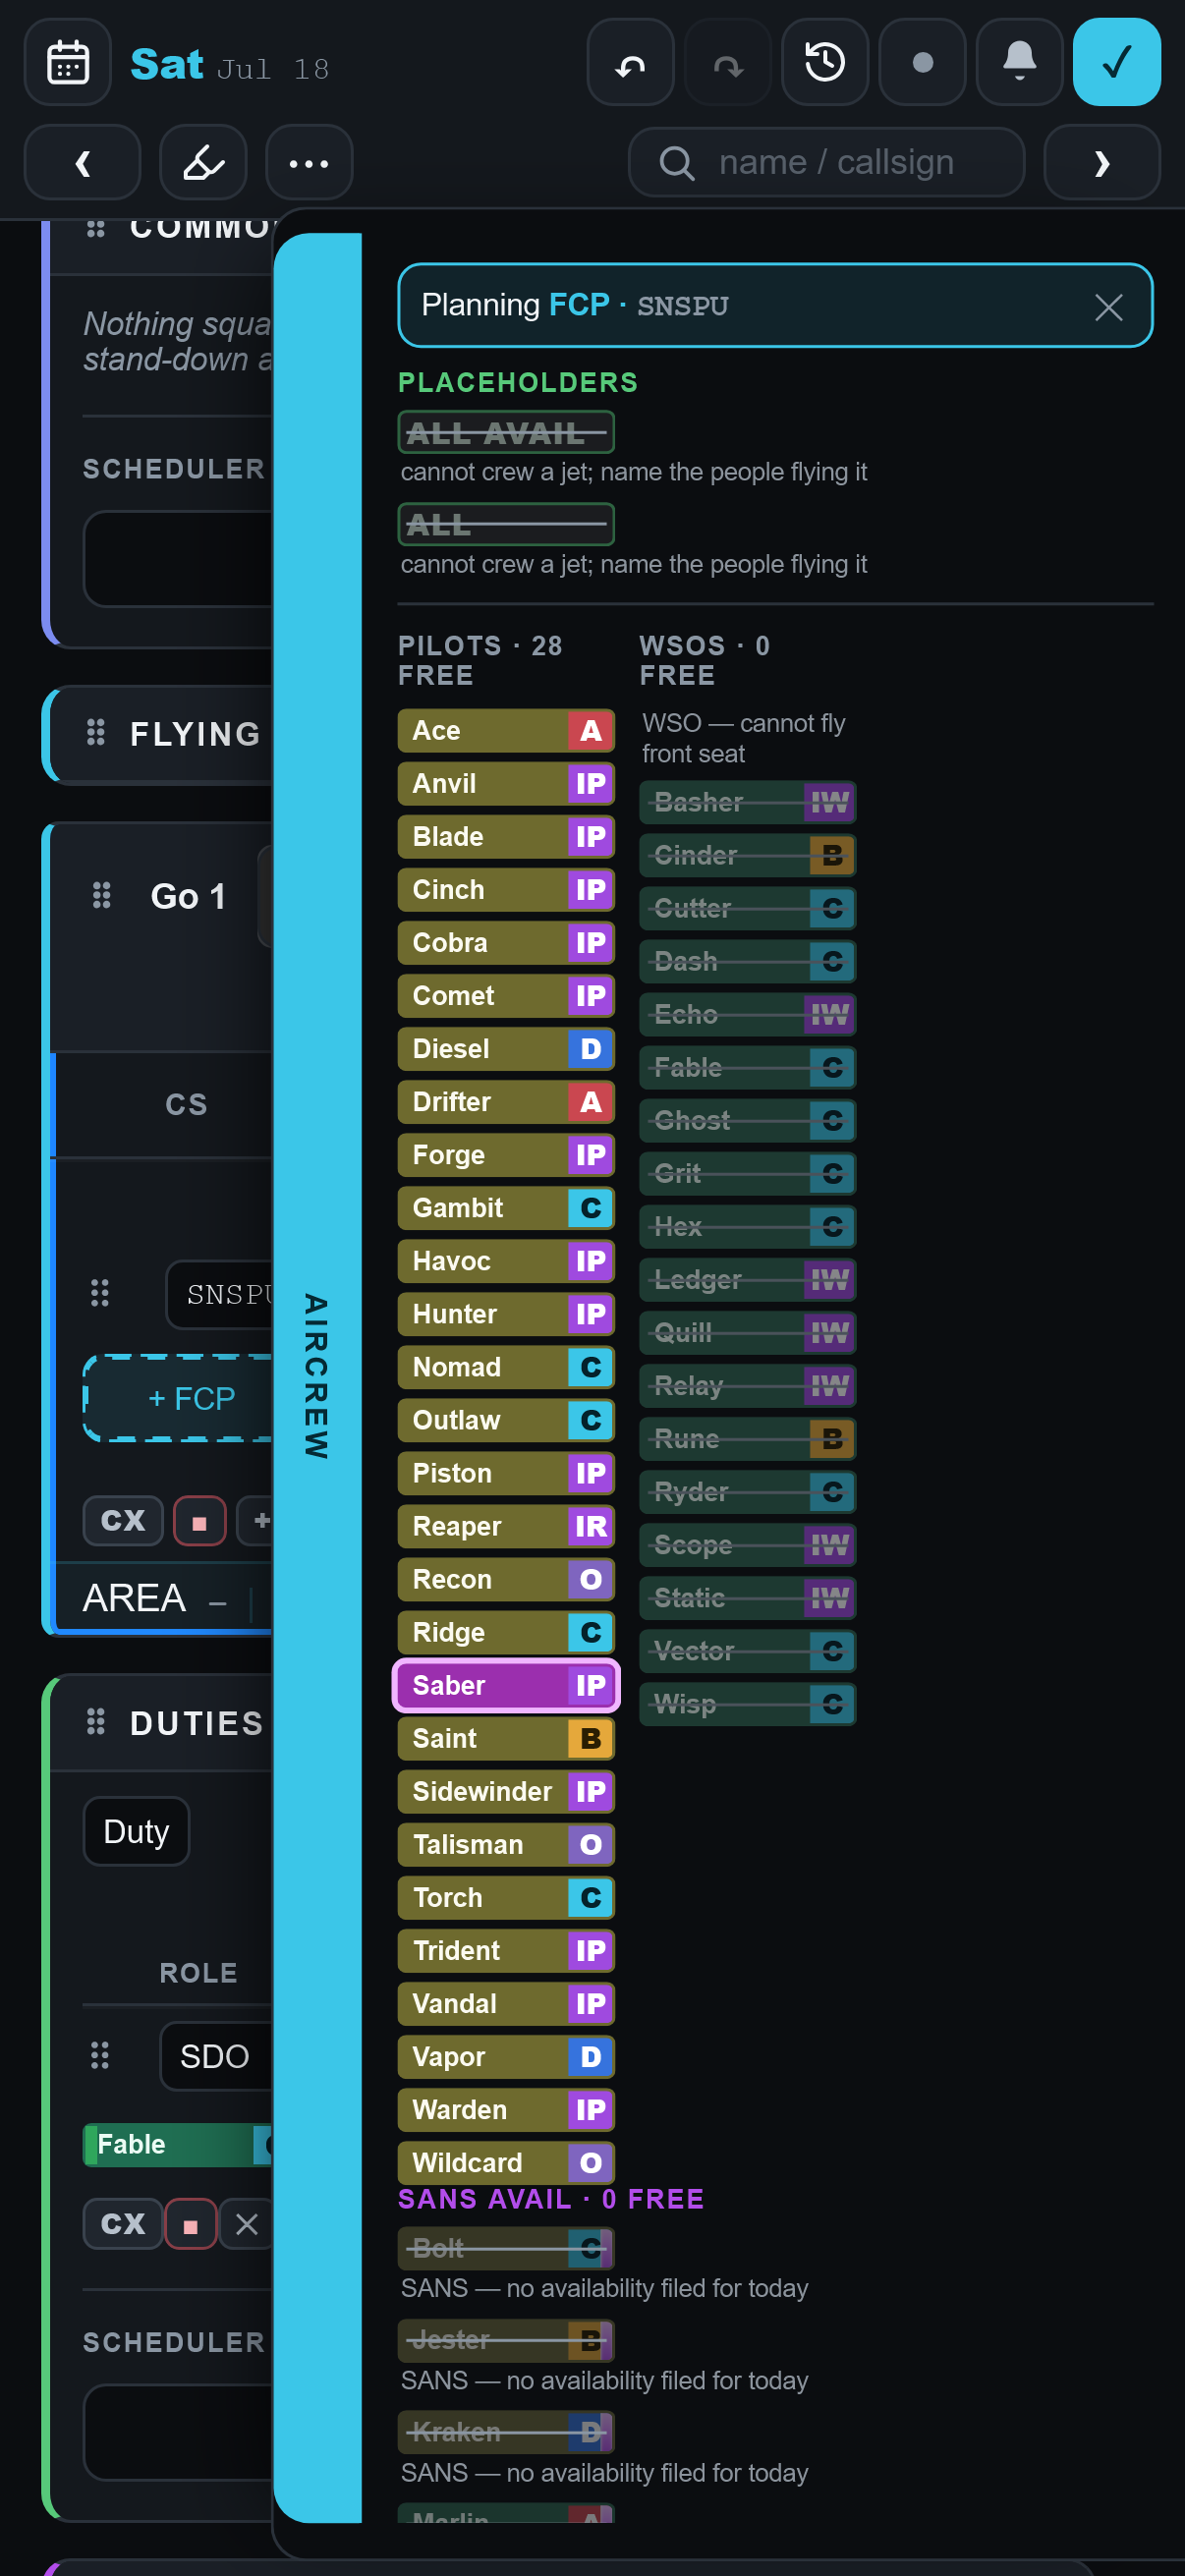 Sat Jul 18
name / callsign
COMMO
Nothing squa
stand-down a
SCHEDULER
FLYING
Go 1
CS
SNSPU
+ FCP
CX
AREA –
DUTIES
Duty
ROLE
SDO
Fable
CX
SCHEDULER
AIRCREW
Planning FCP · SNSPU
PLACEHOLDERS
ALL AVAIL
cannot crew a jet; name the people flying it
ALL
cannot crew a jet; name the people flying it
PILOTS · 28
FREE
Ace A
Anvil IP
Blade IP
Cinch IP
Cobra IP
Comet IP
Diesel D
Drifter A
Forge IP
Gambit C
Havoc IP
Hunter IP
Nomad C
Outlaw C
Piston IP
Reaper IR
Recon O
Ridge C
Saber IP
Saint B
Sidewinder IP
Talisman O
Torch C
Trident IP
Vandal IP
Vapor D
Warden IP
Wildcard O
WSOS · 0
FREE
WSO — cannot fly
front seat
Basher IW
Cinder B
Cutter C
Dash C
Echo IW
Fable C
Ghost C
Grit C
Hex C
Ledger IW
Quill IW
Relay IW
Rune B
Ryder C
Scope IW
Static IW
Vector C
Wisp C
SANS AVAIL · 0 FREE
Bolt C
SANS — no availability filed for today
Jester B
SANS — no availability filed for today
Kraken D
SANS — no availability filed for today
Marlin A